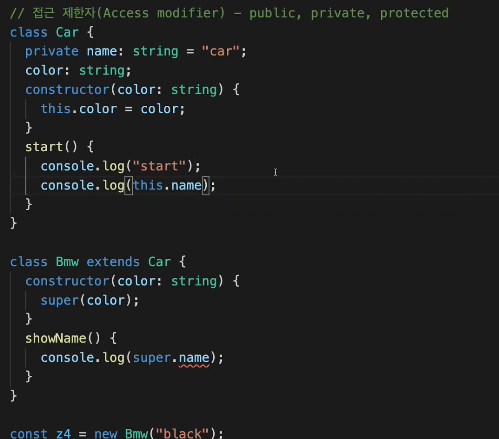 // 접근 제한자(Access modifier) - public, private, protected
class Car {
  private name: string = "car";
  color: string;
  constructor(color: string) {
    this.color = color;
  }
  start() {
    console.log("start");
    console.log(this.name);
  }
}

class Bmw extends Car {
  constructor(color: string) {
    super(color);
  }
  showName() {
    console.log(super.name);
  }
}

const z4 = new Bmw("black");